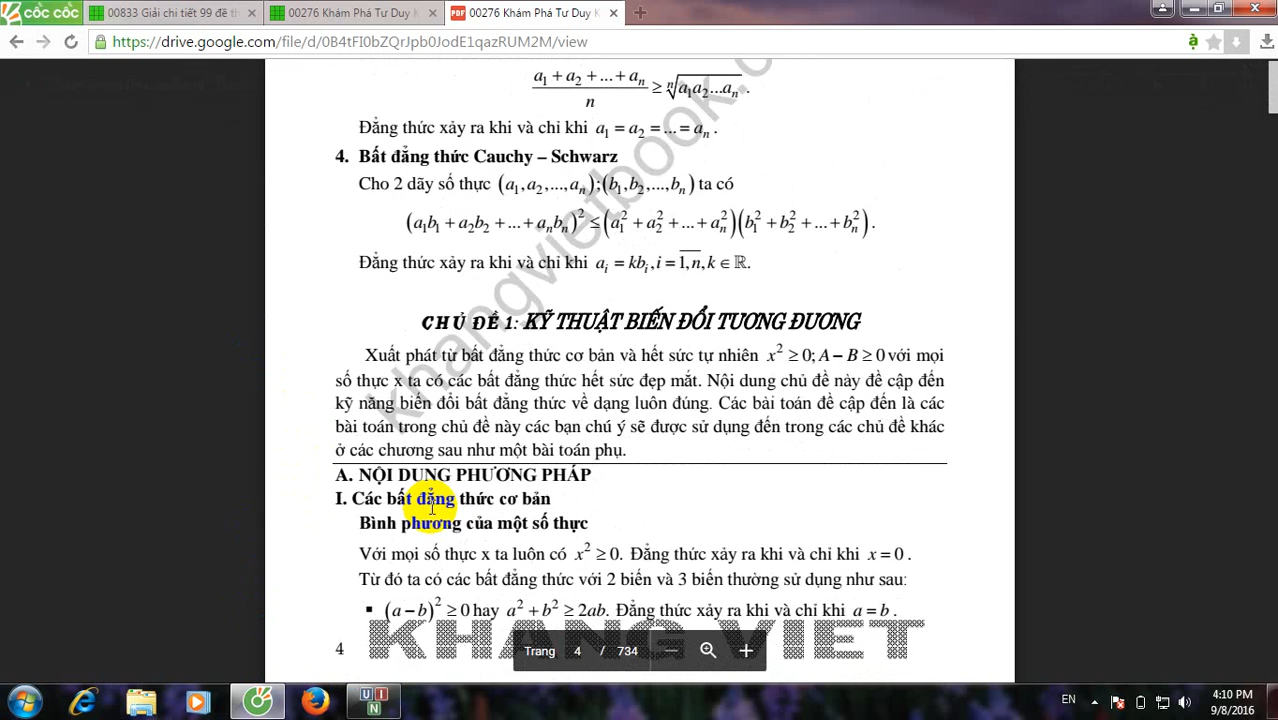 cốc cốc
00833 Giải chi tiết 99 đề th
00276 Khám Phá Tư Duy K
00276 Khám Phá Tư Duy K
https://drive.google.com/file/d/0B4tFI0bZQrJpb0JodE1qazRUM2M/view
(a₁ + a₂ + ... + aₙ)/n ≥ ⁿ√(a₁a₂...aₙ) .
Đẳng thức xảy ra khi và chỉ khi a₁ = a₂ = ... = aₙ .
4. Bất đẳng thức Cauchy – Schwarz
Cho 2 dãy số thực (a₁,a₂,...,aₙ);(b₁,b₂,...,bₙ) ta có
(a₁b₁ + a₂b₂ + ... + aₙbₙ)² ≤ (a₁² + a₂² + ... + aₙ²)(b₁² + b₂² + ... + bₙ²) .
Đẳng thức xảy ra khi và chỉ khi aᵢ = kbᵢ, i = 1,n, k ∈ ℝ.
CHỦ ĐỀ 1: KỸ THUẬT BIẾN ĐỔI TƯƠNG ĐƯƠNG
Xuất phát từ bất đẳng thức cơ bản và hết sức tự nhiên x² ≥ 0; A – B ≥ 0 với mọi
số thực x ta có các bất đẳng thức hết sức đẹp mắt. Nội dung chủ đề này đề cập đến
kỹ năng biến đổi bất đẳng thức về dạng luôn đúng. Các bài toán đề cập đến là các
bài toán trong chủ đề này các bạn chú ý sẽ được sử dụng đến trong các chủ đề khác
ở các chương sau như một bài toán phụ.
A. NỘI DUNG PHƯƠNG PHÁP
I. Các bất đẳng thức cơ bản
Bình phương của một số thực
Với mọi số thực x ta luôn có x² ≥ 0. Đẳng thức xảy ra khi và chỉ khi x = 0 .
Từ đó ta có các bất đẳng thức với 2 biến và 3 biến thường sử dụng như sau:
▪ (a – b)² ≥ 0 hay a² + b² ≥ 2ab. Đẳng thức xảy ra khi và chỉ khi a = b .
khangvietbook.co
4
KHANG VIET
Trang 4 / 734
U I N
EN
4:10 PM
9/8/2016